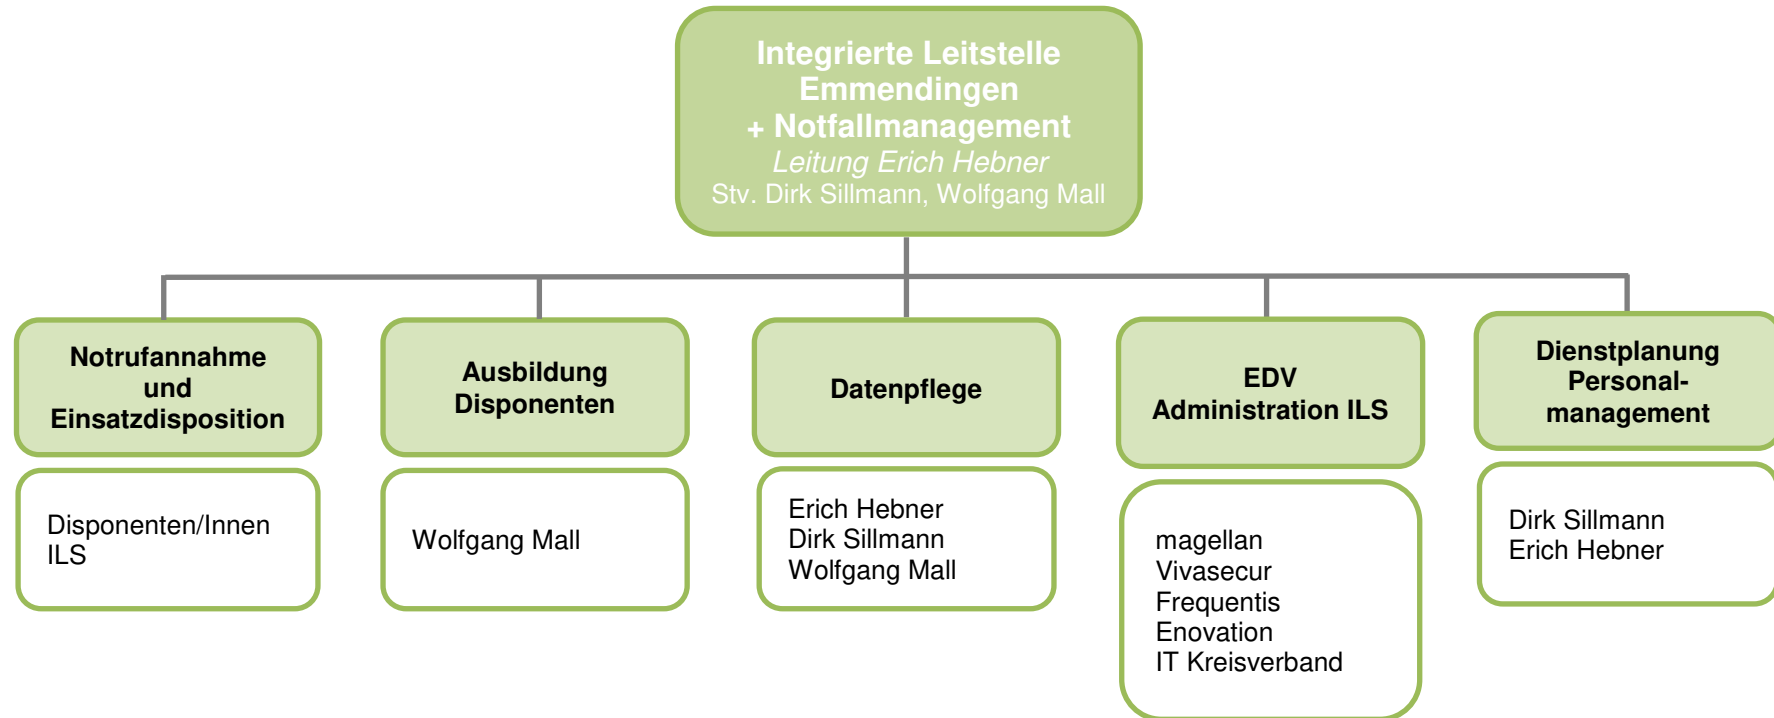 Integrierte Leitstelle
Emmendingen
+ Notfallmanagement
Leitung Erich Hebner
Stv. Dirk Sillmann, Wolfgang Mall
Notrufannahme
und
Einsatzdisposition
Disponenten/Innen
ILS
Ausbildung
Disponenten
Wolfgang Mall
Datenpflege
Erich Hebner
Dirk Sillmann
Wolfgang Mall
EDV
Administration ILS
magellan
Vivasecur
Frequentis
Enovation
IT Kreisverband
Dienstplanung
Personal-
management
Dirk Sillmann
Erich Hebner